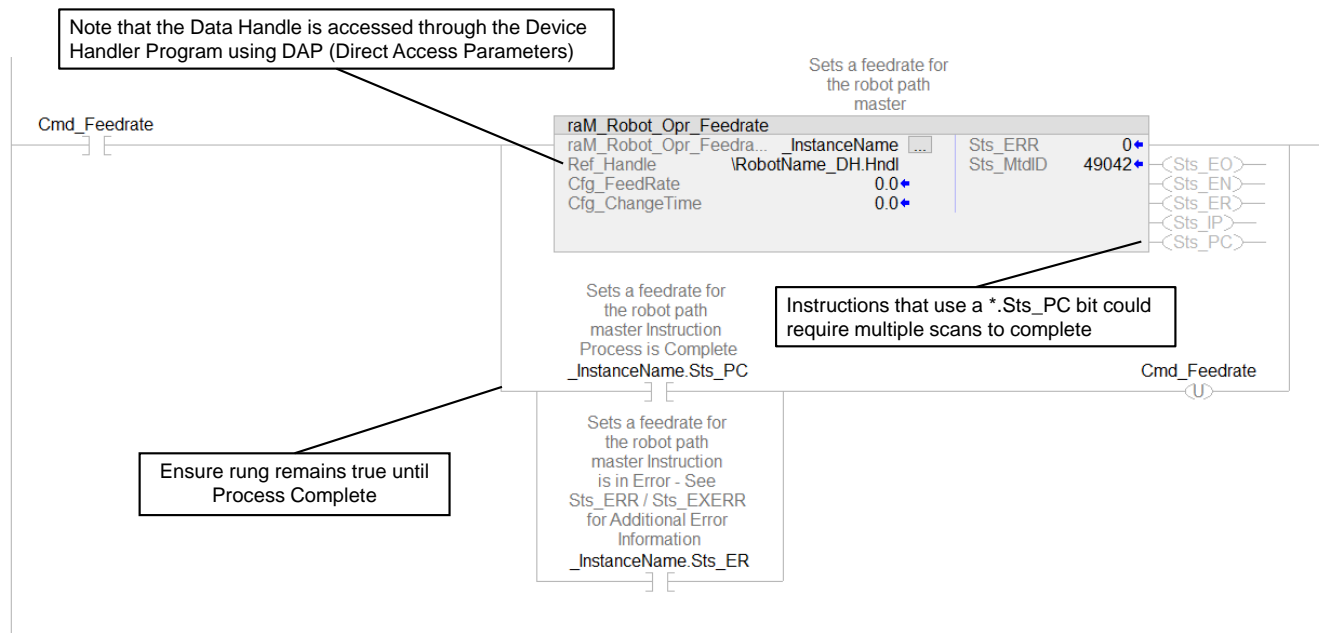 Note that the Data Handle is accessed through the Device
Handler Program using DAP (Direct Access Parameters)
Sets a feedrate for
the robot path
master
Cmd_Feedrate
raM_Robot_Opr_Feedrate
raM_Robot_Opr_Feedra... _InstanceName ... Sts_ERR 0
Ref_Handle \RobotName_DH.Hndl Sts_MtdID 49042 Sts_EO
Cfg_FeedRate 0.0 Sts_EN
Cfg_ChangeTime 0.0 Sts_ER
Sts_IP
Sts_PC
Sets a feedrate for
the robot path
master Instruction
Process is Complete
_InstanceName.Sts_PC
Instructions that use a *.Sts_PC bit could
require multiple scans to complete
Cmd_Feedrate
U
Sets a feedrate for
the robot path
master Instruction
is in Error - See
Sts_ERR / Sts_EXERR
for Additional Error
Information
_InstanceName.Sts_ER
Ensure rung remains true until
Process Complete